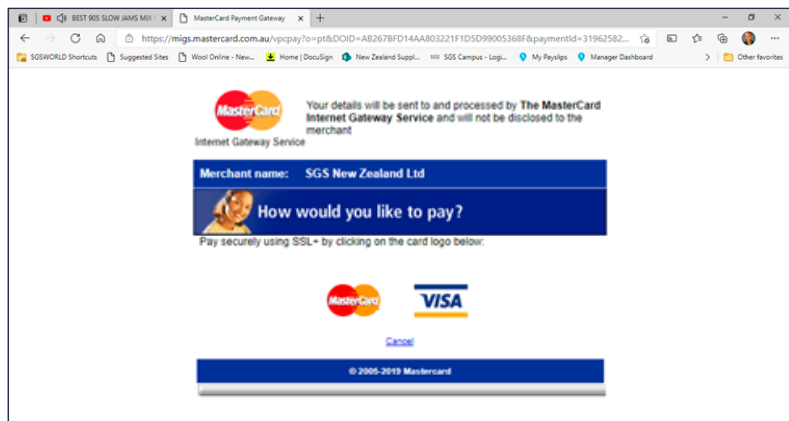 BEST 90S SLOW JAMS MIX
MasterCard Payment Gateway
https://migs.mastercard.com.au/vpcpay?o=pt&DOID=AB267BFD14AA803221F1D5D99005368F&paymentId=31962582...
SGSWORLD Shortcuts
Suggested Sites
Wool Online - New...
Home | DocuSign
New Zealand Suppl...
SGS Campus - Logi...
My Payslips
Manager Dashboard
Other favorites
MasterCard
Internet Gateway Service
Your details will be sent to and processed by The MasterCard
Internet Gateway Service and will not be disclosed to the
merchant
Merchant name: SGS New Zealand Ltd
How would you like to pay?
Pay securely using SSL+ by clicking on the card logo below:
MasterCard
VISA
Cancel
© 2005-2019 Mastercard